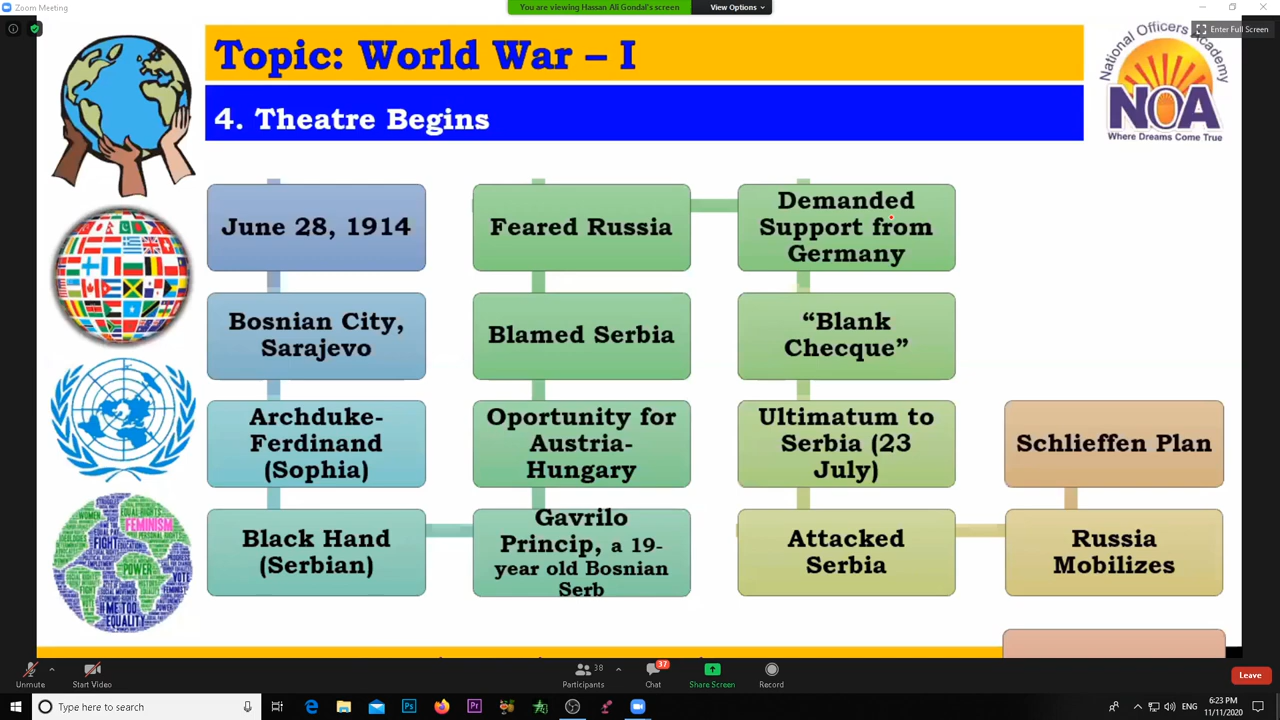 Zoom Meeting
You are viewing Hassan Ali Gondal's screen
View Options
Enter Full Screen
Topic: World War – I
4. Theatre Begins
National Officers Academy
NOA
Where Dreams Come True
June 28, 1914
Bosnian City,
Sarajevo
Archduke-
Ferdinand
(Sophia)
Black Hand
(Serbian)
Gavrilo
Princip, a 19-
year old Bosnian
Serb
Oportunity for
Austria-
Hungary
Blamed Serbia
Feared Russia
Demanded
Support from
Germany
“Blank
Checque”
Ultimatum to
Serbia (23
July)
Attacked
Serbia
Russia
Mobilizes
Schlieffen Plan
FEMINISM
FIGHT
POWER
VOTE
#ME TOO
EQUALITY
Unmute
Start Video
Participants
38
Chat
37
Share Screen
Record
Leave
Type here to search
ENG
6:23 PM
11/11/2020